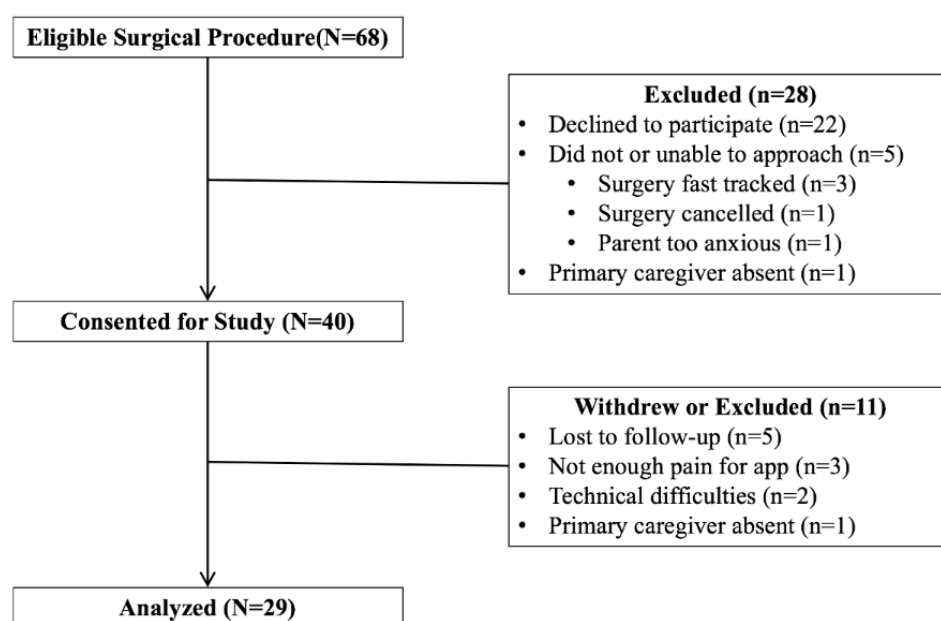 Eligible Surgical Procedure(N=68)
Excluded (n=28)
• Declined to participate (n=22)
• Did not or unable to approach (n=5)
• Surgery fast tracked (n=3)
• Surgery cancelled (n=1)
• Parent too anxious (n=1)
• Primary caregiver absent (n=1)
Consented for Study (N=40)
Withdrew or Excluded (n=11)
• Lost to follow-up (n=5)
• Not enough pain for app (n=3)
• Technical difficulties (n=2)
• Primary caregiver absent (n=1)
Analyzed (N=29)